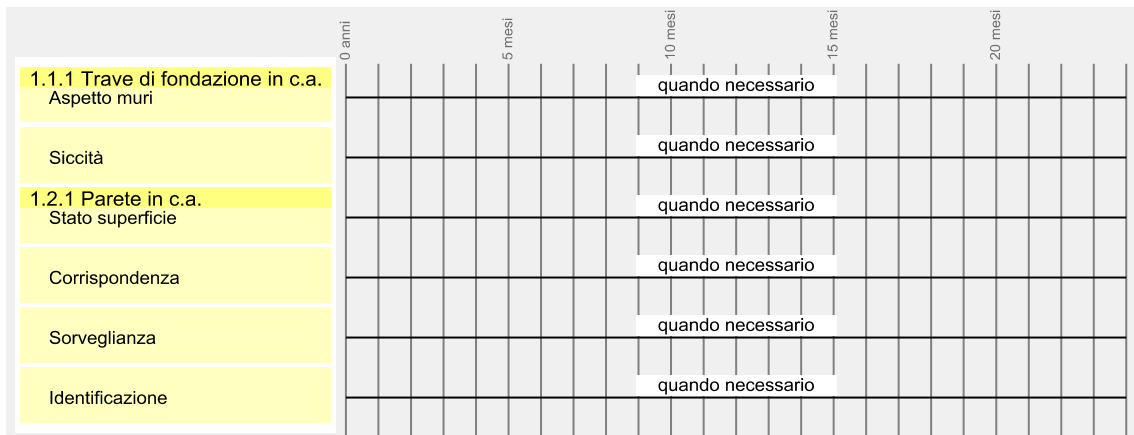 0 anni
5 mesi
10 mesi
15 mesi
20 mesi
1.1.1 Trave di fondazione in c.a.
Aspetto muri
quando necessario
Siccità
quando necessario
1.2.1 Parete in c.a.
Stato superficie
quando necessario
Corrispondenza
quando necessario
Sorveglianza
quando necessario
Identificazione
quando necessario